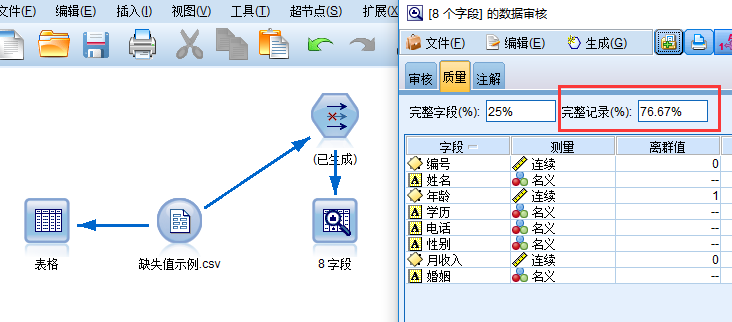 文件(F) 编辑(E) 插入(I) 视图(V) 工具(T) 超节点(S) 扩展(X
(已生成)
表格
缺失值示例.csv
8 字段
[8 个字段] 的数据审核
文件(F) 编辑(E) 生成(G)
审核 质量 注解
完整字段(%): 25% 完整记录(%): 76.67%
字段 测量 离群值
编号 连续 0
A 姓名 名义 --
年龄 连续 1
A 学历 名义 --
A 电话 名义 --
A 性别 名义 --
月收入 连续 0
A 婚姻 名义 --